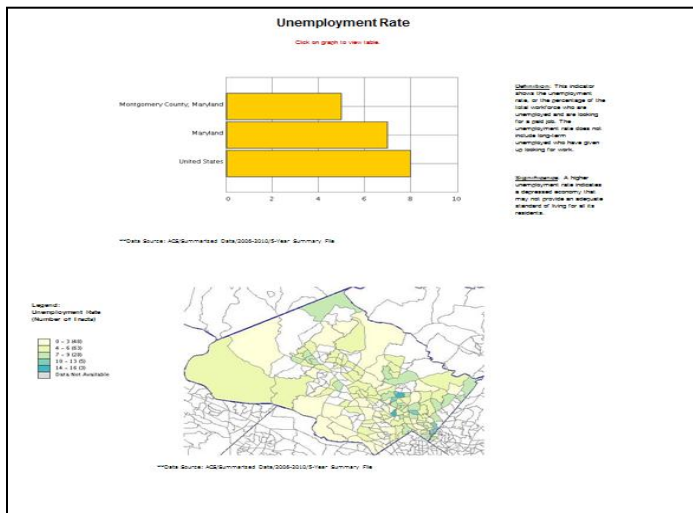 Unemployment Rate
Click on graph to view table.
Montgomery County, Maryland
Maryland
United States
0 2 4 6 8 10
Definition: This indicator
shows the unemployment
rate, or the percentage of the
total workforce who are
unemployed and are looking
for a paid job. The
unemployment rate does not
include long-term
unemployed who have given
up looking for work.
Significance: A higher
unemployment rate indicates
a depressed economy that
may not provide an adequate
standard of living for all its
residents.
**Data Source: ACS/Summarized Data/2006-2010/5-Year Summary File
Legend:
Unemployment Rate
(Number of tracts)
0 - 3
4 - 6
7 - 9
10 - 13 (5)
14 - 16 (3)
Data Not Available
**Data Source: ACS/Summarized Data/2006-2010/5-Year Summary File